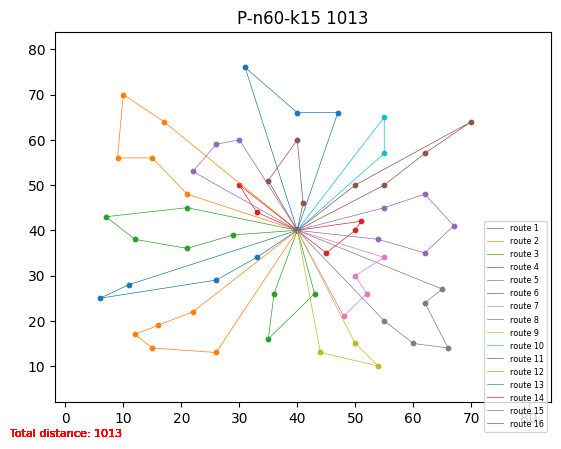 P-n60-k15 1013
80
70
60
50
40
30
20
10
0 10 20 30 40 50 60 70 80
route 1
route 2
route 3
route 4
route 5
route 6
route 7
route 8
route 9
route 10
route 11
route 12
route 13
route 14
route 15
route 16
Total distance: 1013